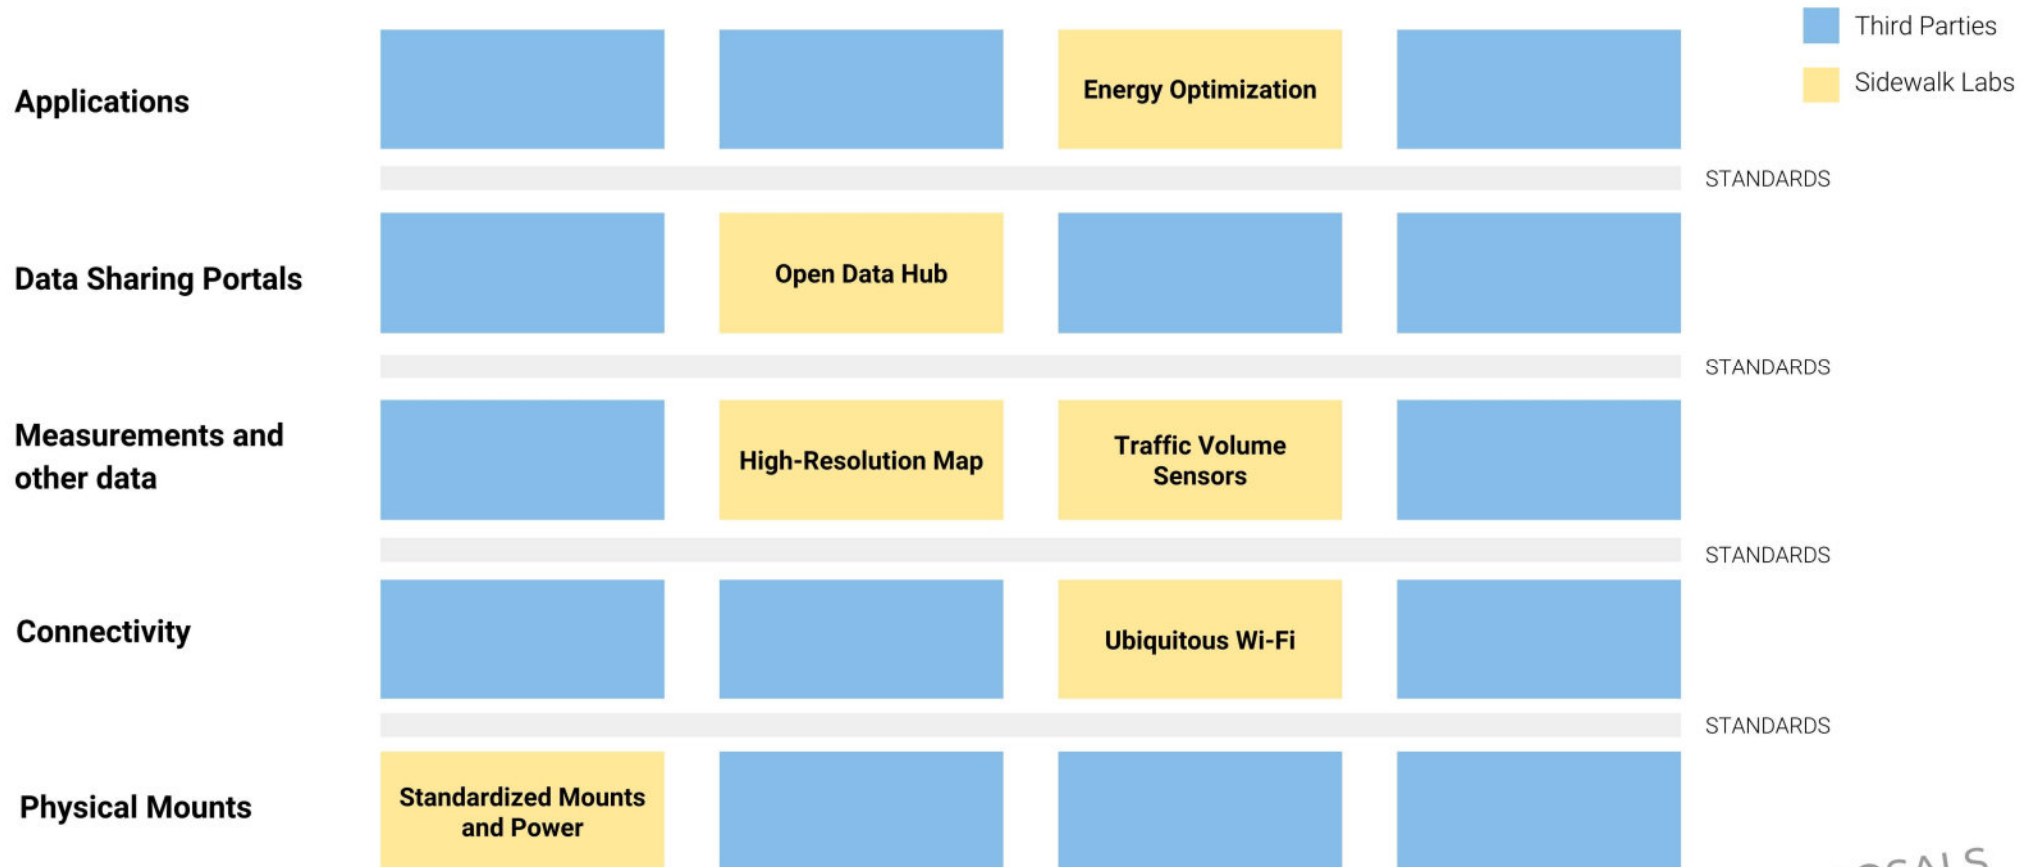 Third Parties
Sidewalk Labs
Applications
Energy Optimization
STANDARDS
Data Sharing Portals
Open Data Hub
STANDARDS
Measurements and
other data
High-Resolution Map
Traffic Volume
Sensors
STANDARDS
Connectivity
Ubiquitous Wi-Fi
STANDARDS
Physical Mounts
Standardized Mounts
and Power